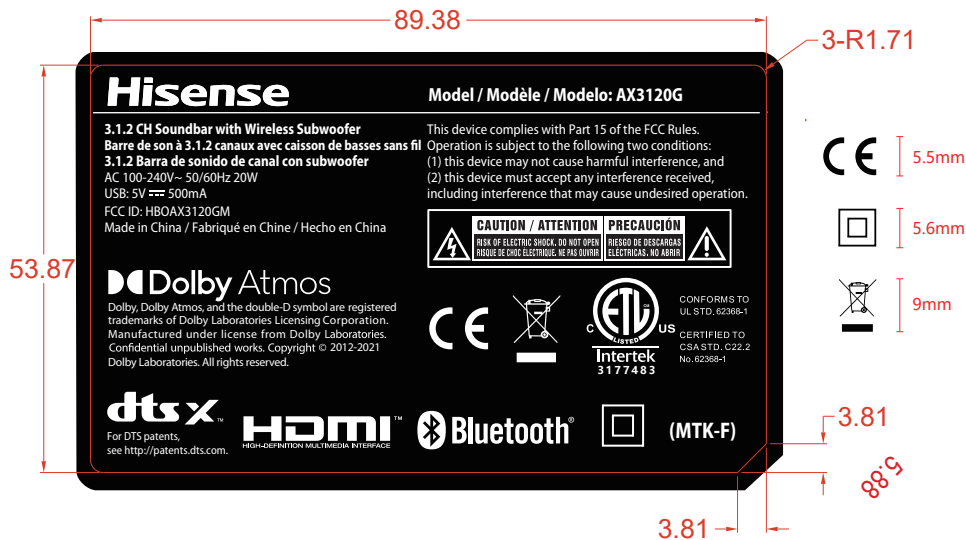 89.38
3-R1.71
Hisense
Model / Modèle / Modelo: AX3120G
3.1.2 CH Soundbar with Wireless Subwoofer
Barre de son à 3.1.2 canaux avec caisson de basses sans fil
3.1.2 Barra de sonido de canal con subwoofer
AC 100-240V~ 50/60Hz 20W
USB: 5V ⎓ 500mA
FCC ID: HBOAX3120GM
Made in China / Fabriqué en Chine / Hecho en China
This device complies with Part 15 of the FCC Rules.
Operation is subject to the following two conditions:
(1) this device may not cause harmful interference, and
(2) this device must accept any interference received,
including interference that may cause undesired operation.
CAUTION / ATTENTION
RISK OF ELECTRIC SHOCK. DO NOT OPEN
RISQUE DE CHOC ÉLECTRIQUE. NE PAS OUVRIR
PRECAUCIÓN
RIESGO DE DESCARGAS
ELÉCTRICAS. NO ABRIR
CE
5.5mm
5.6mm
9mm
53.87
Dolby Atmos
Dolby, Dolby Atmos, and the double-D symbol are registered
trademarks of Dolby Laboratories Licensing Corporation.
Manufactured under license from Dolby Laboratories.
Confidential unpublished works. Copyright © 2012-2021
Dolby Laboratories. All rights reserved.
CE
C ETL US
LISTED
Intertek
3177483
CONFORMS TO
UL STD. 62368-1
CERTIFIED TO
CSA STD. C22.2
No. 62368-1
dts X™
For DTS patents,
see http://patents.dts.com.
HDMI™
HIGH-DEFINITION MULTIMEDIA INTERFACE
Bluetooth®
(MTK-F)
3.81
5.88
3.81